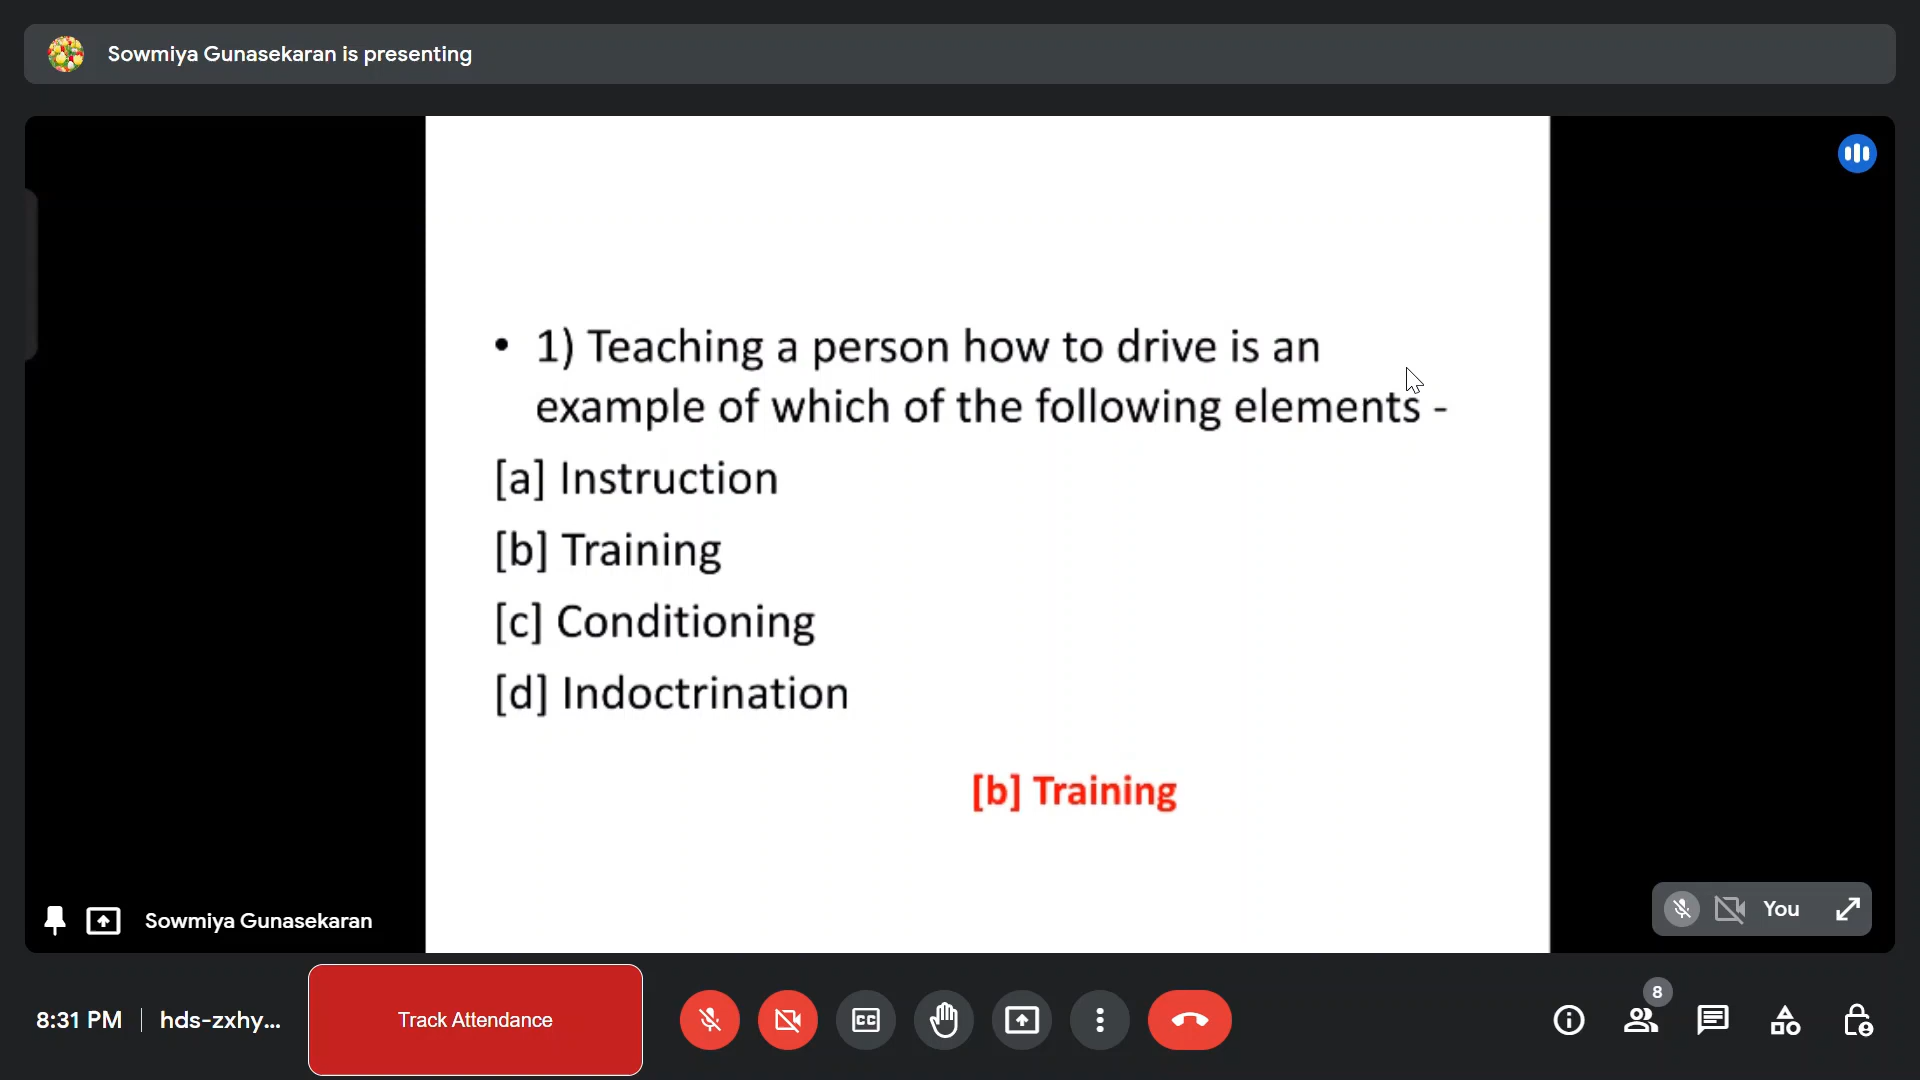 Sowmiya Gunasekaran is presenting
• 1) Teaching a person how to drive is an
example of which of the following elements -
[a] Instruction
[b] Training
[c] Conditioning
[d] Indoctrination
[b] Training
Sowmiya Gunasekaran
You
8:31 PM
hds-zxhy...
Track Attendance
CC
8